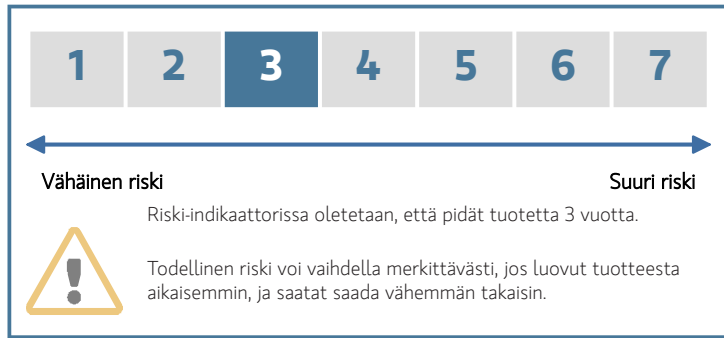 1 2 3 4 5 6 7
Vähäinen riski Suuri riski
Riski-indikaattorissa oletetaan, että pidät tuotetta 3 vuotta.
Todellinen riski voi vaihdella merkittävästi, jos luovut tuotteesta
aikaisemmin, ja saatat saada vähemmän takaisin.